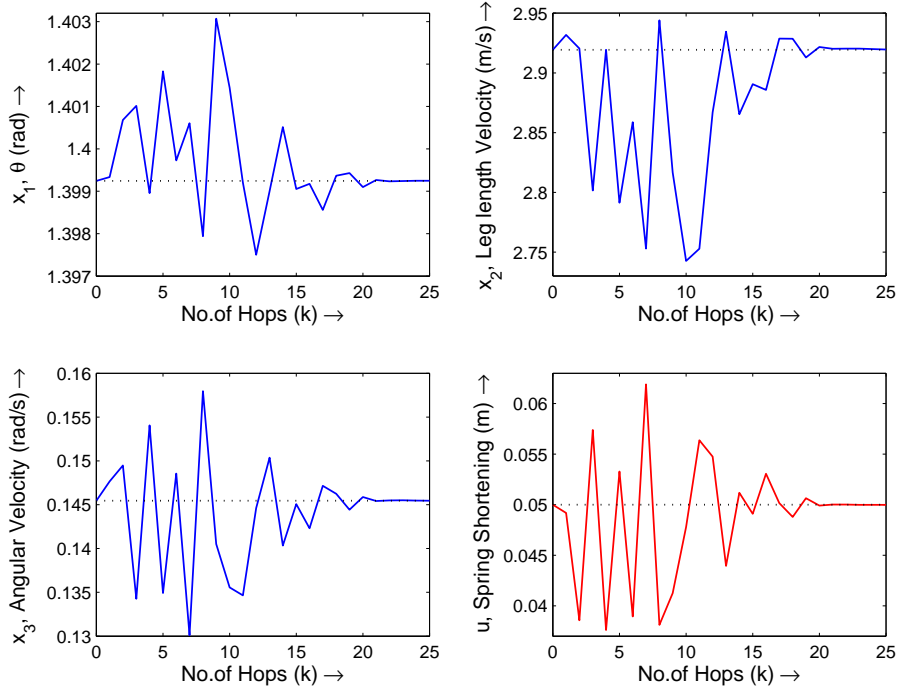 1.403
1.402
1.401
1.4
1.399
1.398
1.397
x1, θ (rad) →
0 5 10 15 20 25
No.of Hops (k) →
2.95
2.9
2.85
2.8
2.75
x2, Leg length Velocity (m/s) →
0 5 10 15 20 25
No.of Hops (k) →
0.16
0.155
0.15
0.145
0.14
0.135
0.13
x3, Angular Velocity (rad/s) →
0 5 10 15 20 25
No.of Hops (k) →
0.06
0.055
0.050
0.045
0.04
u, Spring Shortening (m) →
0 5 10 15 20 25
No.of Hops (k) →